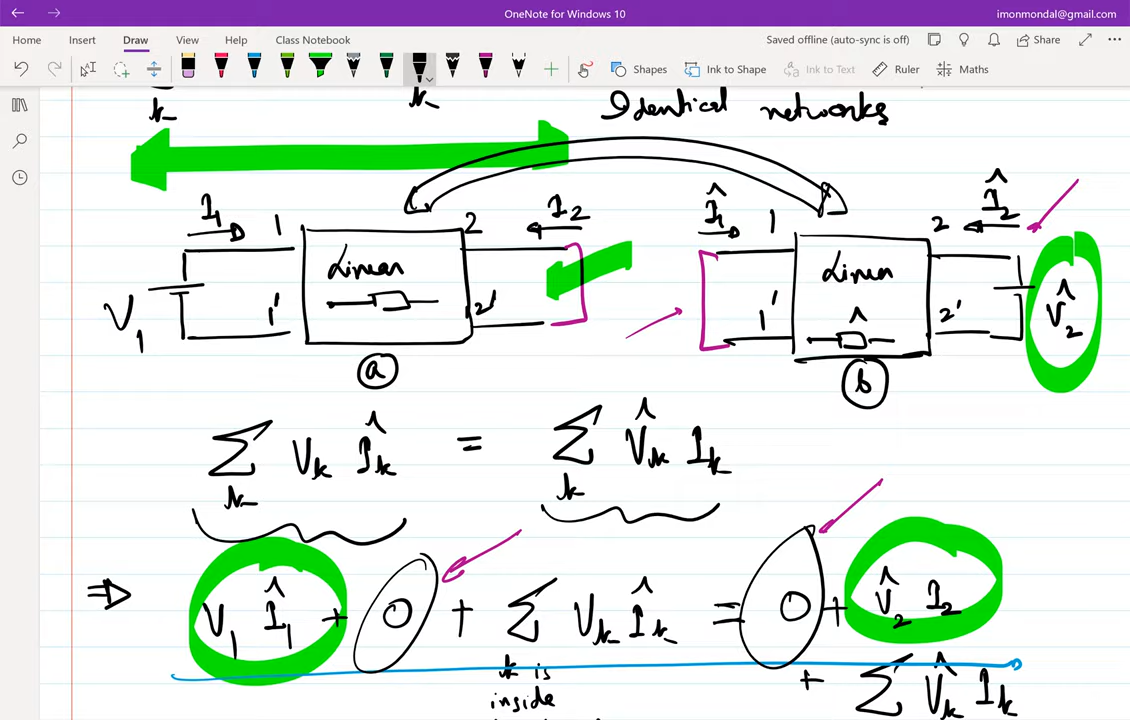 OneNote for Windows 10
imonmondal@gmail.com
Home Insert Draw View Help Class Notebook
Saved offline (auto-sync is off) Share
Shapes Ink to Shape Ink to Text Ruler Maths
k k Identical networks
I₁ 1 2 I₂ Î₁ 1 2 Î₂
Linear Linear
V₁ 1' 2' 1' 2' V̂₂
a b
∑ₖ Vₖ Îₖ = ∑ₖ V̂ₖ Iₖ
⇒ V₁ Î₁ + 0 + ∑ Vₖ Îₖ = 0 + V̂₂ I₂
k is
inside
+ ∑ V̂ₖ Iₖ